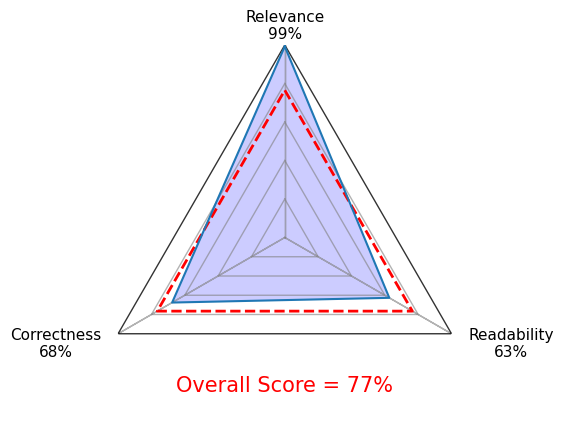 Relevance
99%
Correctness
68%
Readability
63%
Overall Score = 77%